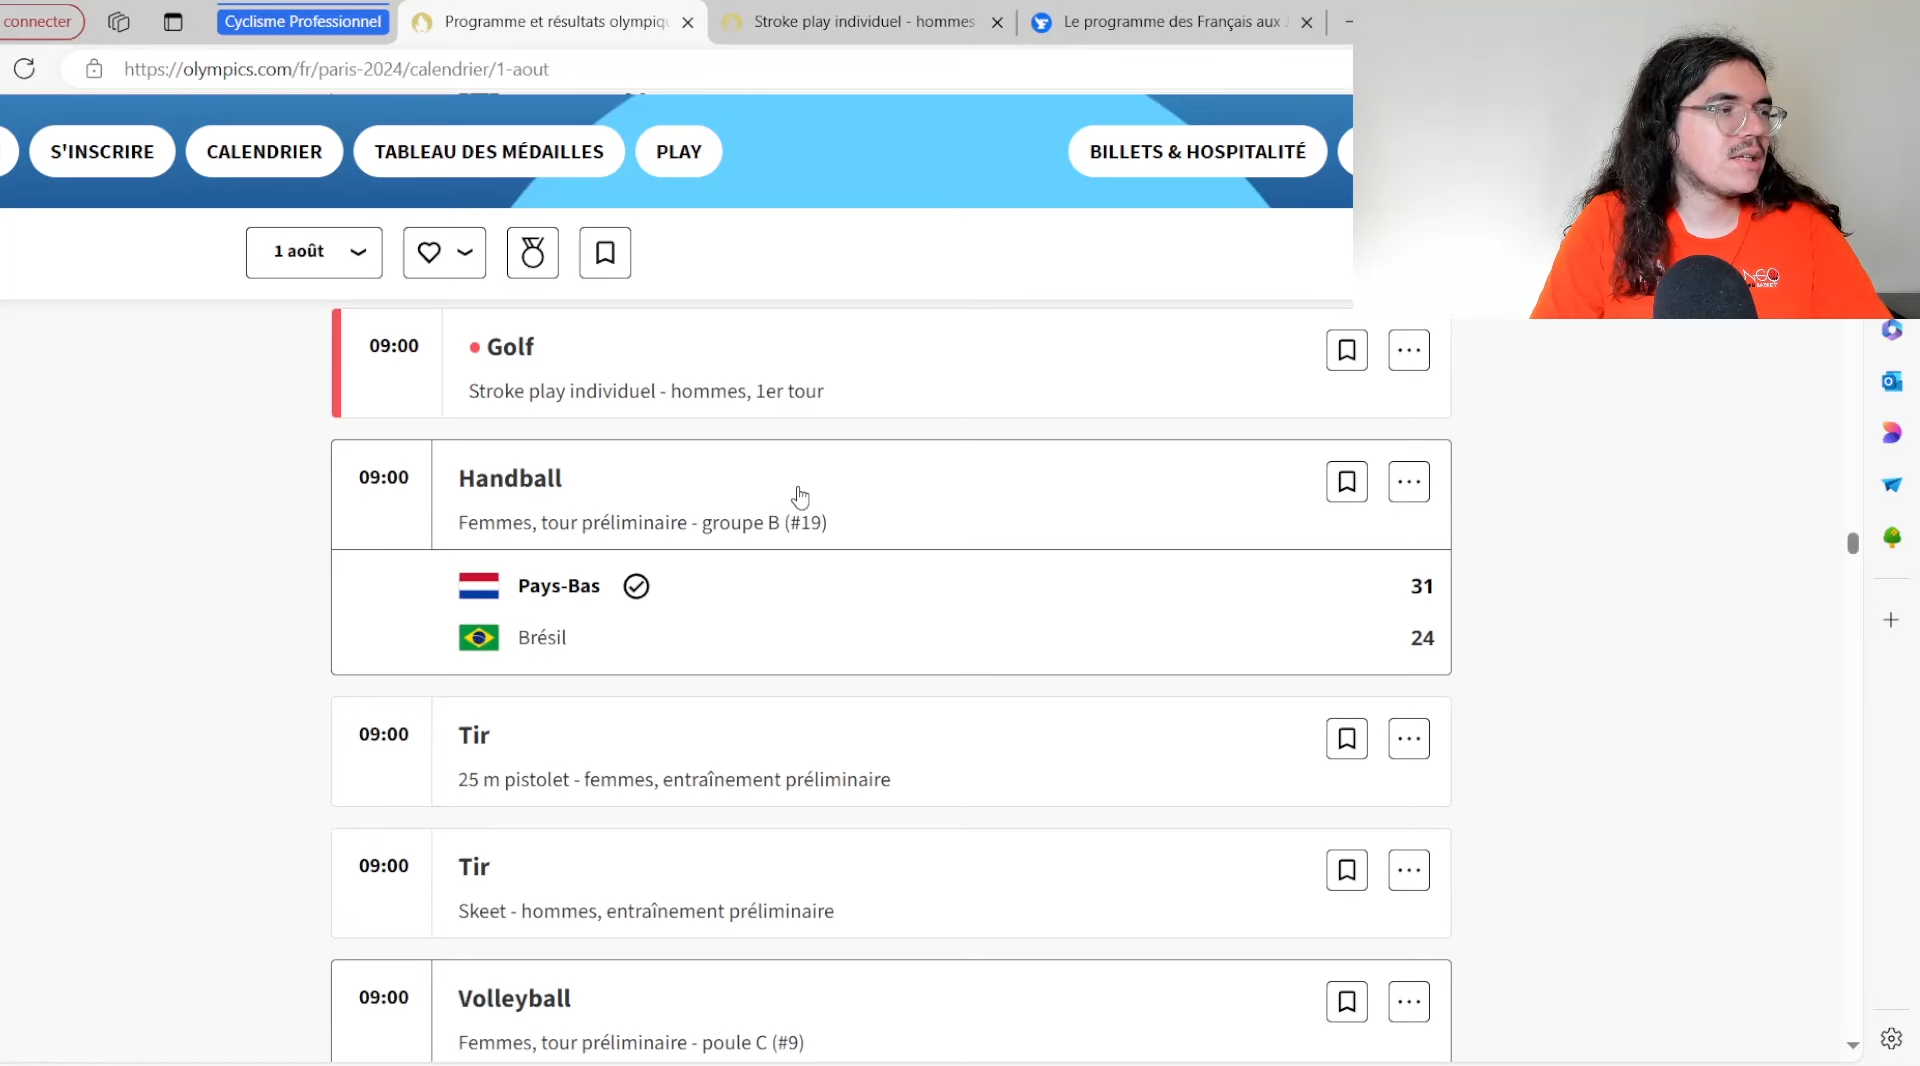 connecter
Cyclisme Professionnel
Programme et résultats olympiqu
Stroke play individuel - hommes
Le programme des Français aux J
https://olympics.com/fr/paris-2024/calendrier/1-aout
S'INSCRIRE
CALENDRIER
TABLEAU DES MÉDAILLES
PLAY
BILLETS & HOSPITALITÉ
1 août
09:00
Golf
Stroke play individuel - hommes, 1er tour
09:00
Handball
Femmes, tour préliminaire - groupe B (#19)
Pays-Bas
31
Brésil
24
09:00
Tir
25 m pistolet - femmes, entraînement préliminaire
09:00
Tir
Skeet - hommes, entraînement préliminaire
09:00
Volleyball
Femmes, tour préliminaire - poule C (#9)